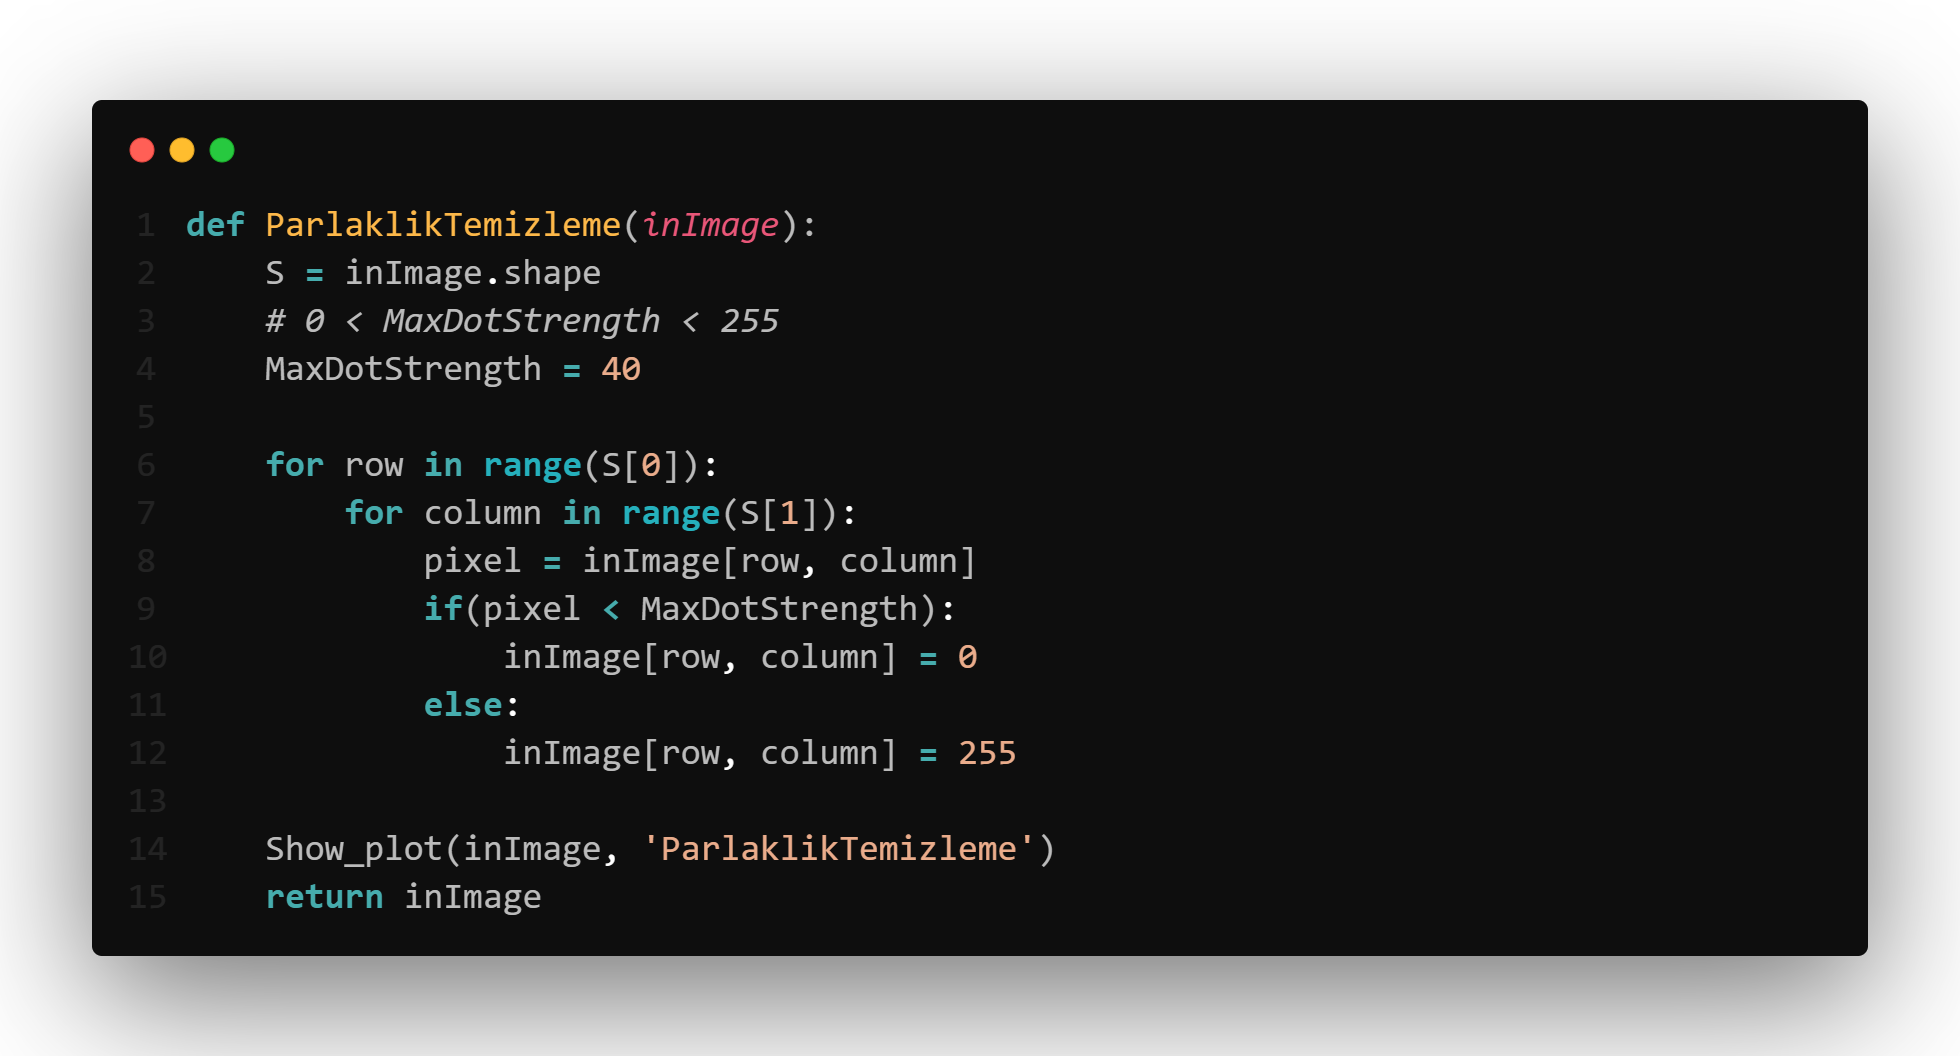 1 def ParlaklikTemizleme(inImage):
2     S = inImage.shape
3     # 0 < MaxDotStrength < 255
4     MaxDotStrength = 40
5
6     for row in range(S[0]):
7         for column in range(S[1]):
8             pixel = inImage[row, column]
9             if(pixel < MaxDotStrength):
10                 inImage[row, column] = 0
11             else:
12                 inImage[row, column] = 255
13
14     Show_plot(inImage, 'ParlaklikTemizleme')
15     return inImage